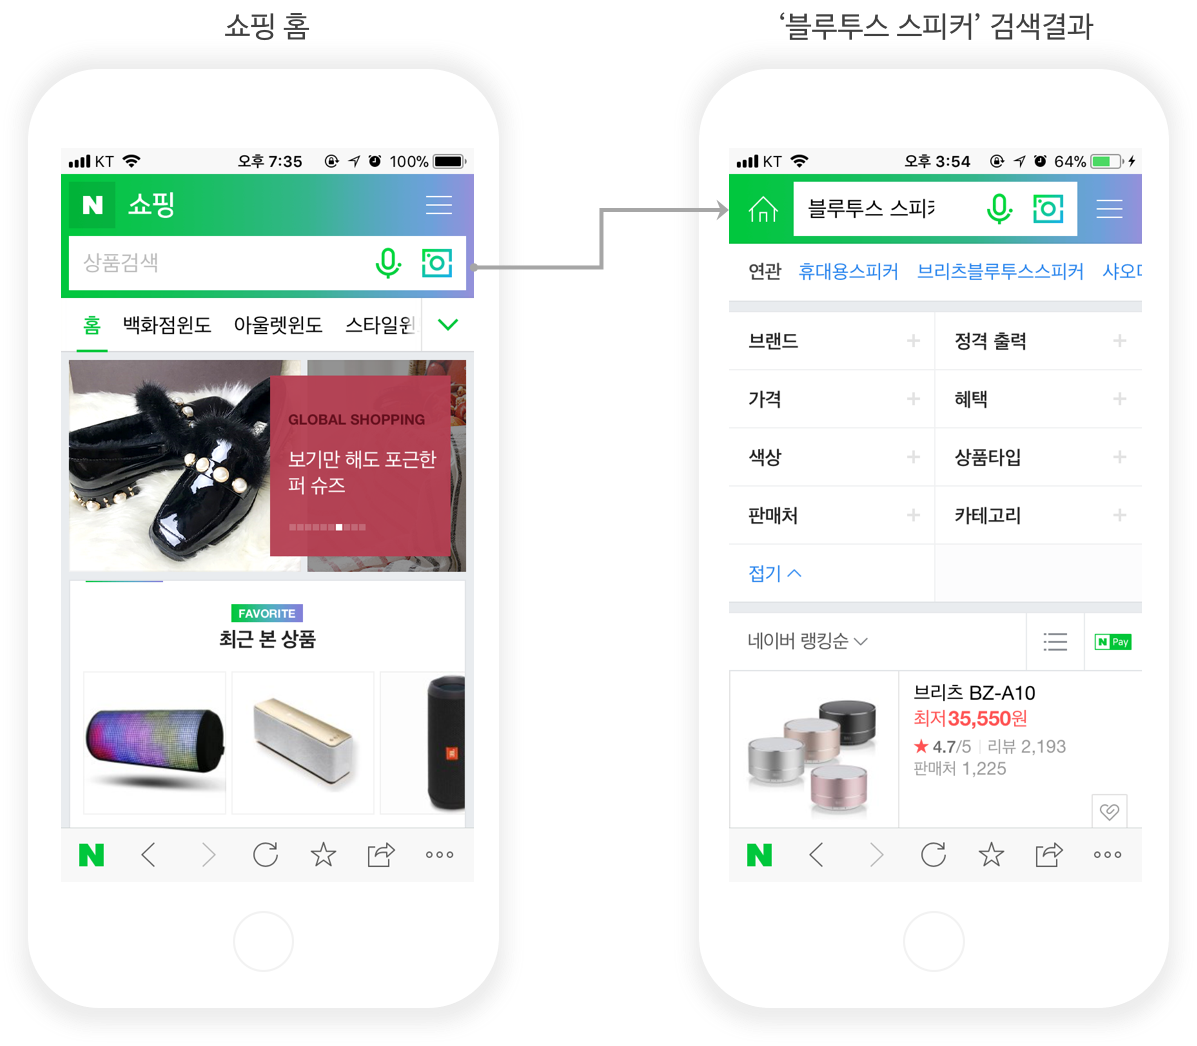 쇼핑 홈
KT 오후 7:35 100%
N 쇼핑
상품검색
홈 백화점윈도 아울렛윈도 스타일윈
GLOBAL SHOPPING
보기만 해도 포근한
퍼 슈즈
FAVORITE
최근 본 상품
JBL
N
‘블루투스 스피커’ 검색결과
KT 오후 3:54 64%
블루투스 스피커
연관 휴대용스피커 브리츠블루투스스피커 샤오미
브랜드 정격 출력
가격 혜택
색상 상품타입
판매처 카테고리
접기
네이버 랭킹순 N Pay
브리츠 BZ-A10
최저35,550원
★ 4.7/5 리뷰 2,193
판매처 1,225
N